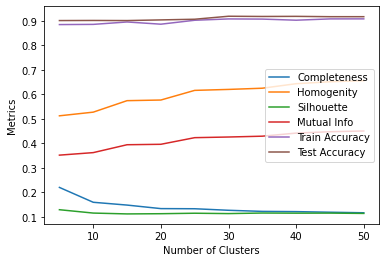 0.9
0.8
0.7
0.6
0.5
0.4
0.3
0.2
0.1
Metrics
Completeness
Homogenity
Silhouette
Mutual Info
Train Accuracy
Test Accuracy
10 20 30 40 50
Number of Clusters